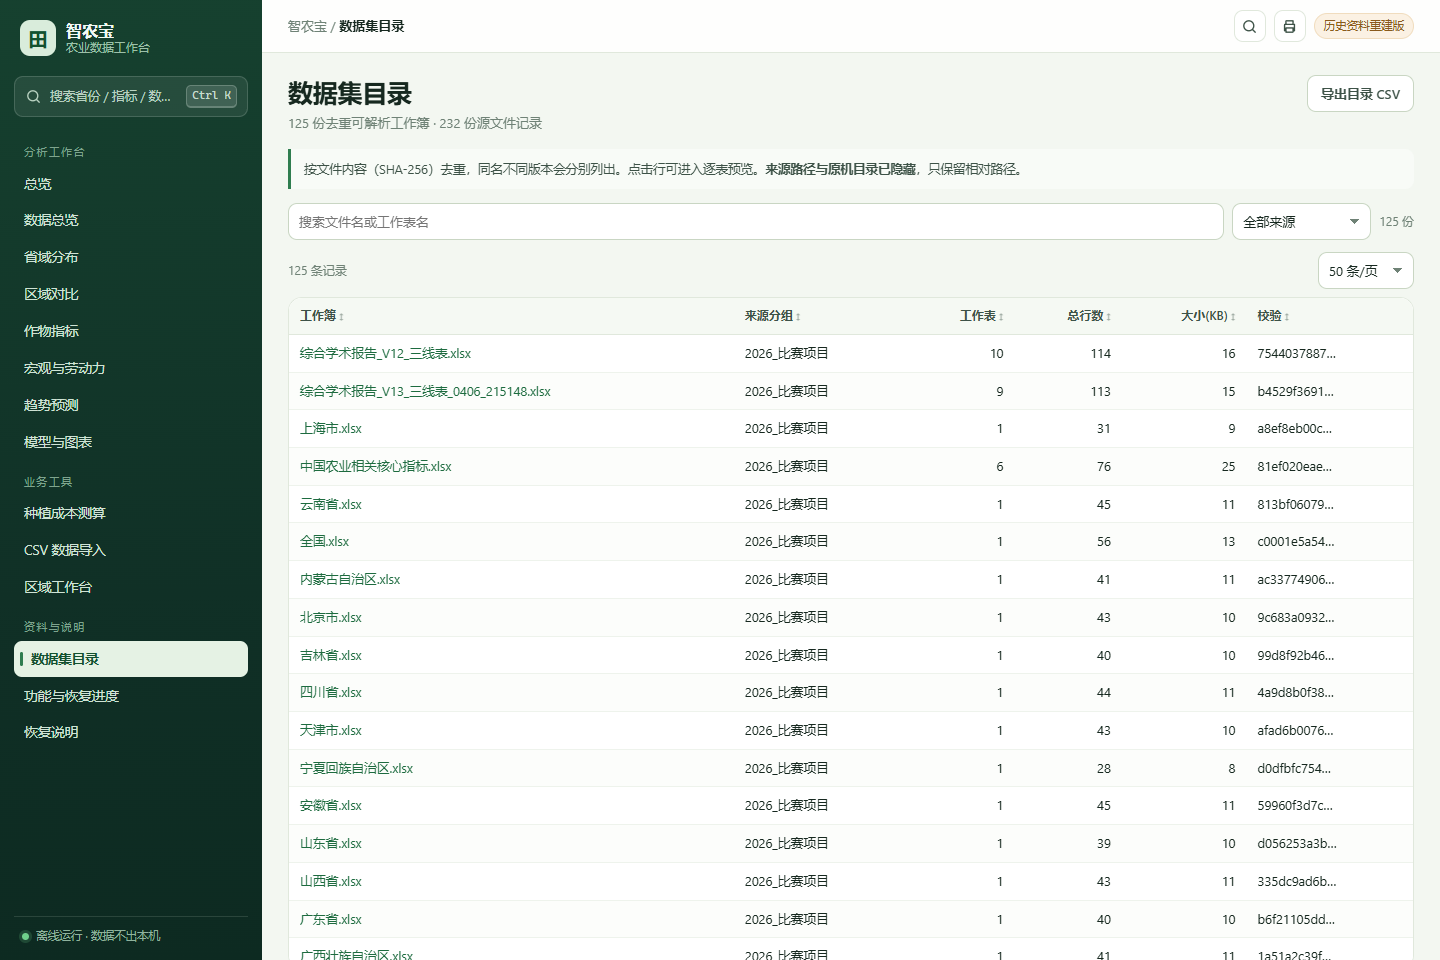 智农宝
农业数据工作台
搜索省份 / 指标 / 数... Ctrl K
分析工作台
总览
数据总览
省域分布
区域对比
作物指标
宏观与劳动力
趋势预测
模型与图表
业务工具
种植成本测算
CSV 数据导入
区域工作台
资料与说明
数据集目录
功能与恢复进度
恢复说明
离线运行 · 数据不出本机
智农宝 / 数据集目录
历史资料重建版
数据集目录
125 份去重可解析工作簿 · 232 份源文件记录
导出目录 CSV
按文件内容（SHA-256）去重，同名不同版本会分别列出。点击行可进入逐表预览。来源路径与原机目录已隐藏，只保留相对路径。
搜索文件名或工作表名
全部来源
125 份
125 条记录
50 条/页
工作簿↕ 来源分组↕ 工作表↕ 总行数↕ 大小(KB)↕ 校验↕
综合学术报告_V12_三线表.xlsx 2026_比赛项目 10 114 16 7544037887...
综合学术报告_V13_三线表_0406_215148.xlsx 2026_比赛项目 9 113 15 b4529f3691...
上海市.xlsx 2026_比赛项目 1 31 9 a8ef8eb00c...
中国农业相关核心指标.xlsx 2026_比赛项目 6 76 25 81ef020eae...
云南省.xlsx 2026_比赛项目 1 45 11 813bf06079...
全国.xlsx 2026_比赛项目 1 56 13 c0001e5a54...
内蒙古自治区.xlsx 2026_比赛项目 1 41 11 ac33774906...
北京市.xlsx 2026_比赛项目 1 43 10 9c683a0932...
吉林省.xlsx 2026_比赛项目 1 40 10 99d8f92b46...
四川省.xlsx 2026_比赛项目 1 44 11 4a9d8b0f38...
天津市.xlsx 2026_比赛项目 1 43 10 afad6b0076...
宁夏回族自治区.xlsx 2026_比赛项目 1 28 8 d0dfbfc754...
安徽省.xlsx 2026_比赛项目 1 45 11 59960f3d7c...
山东省.xlsx 2026_比赛项目 1 39 10 d056253a3b...
山西省.xlsx 2026_比赛项目 1 43 11 335dc9ad6b...
广东省.xlsx 2026_比赛项目 1 40 10 b6f21105dd...
广西壮族自治区.xlsx 2026_比赛项目 1 41 11 1a51a2c39f...